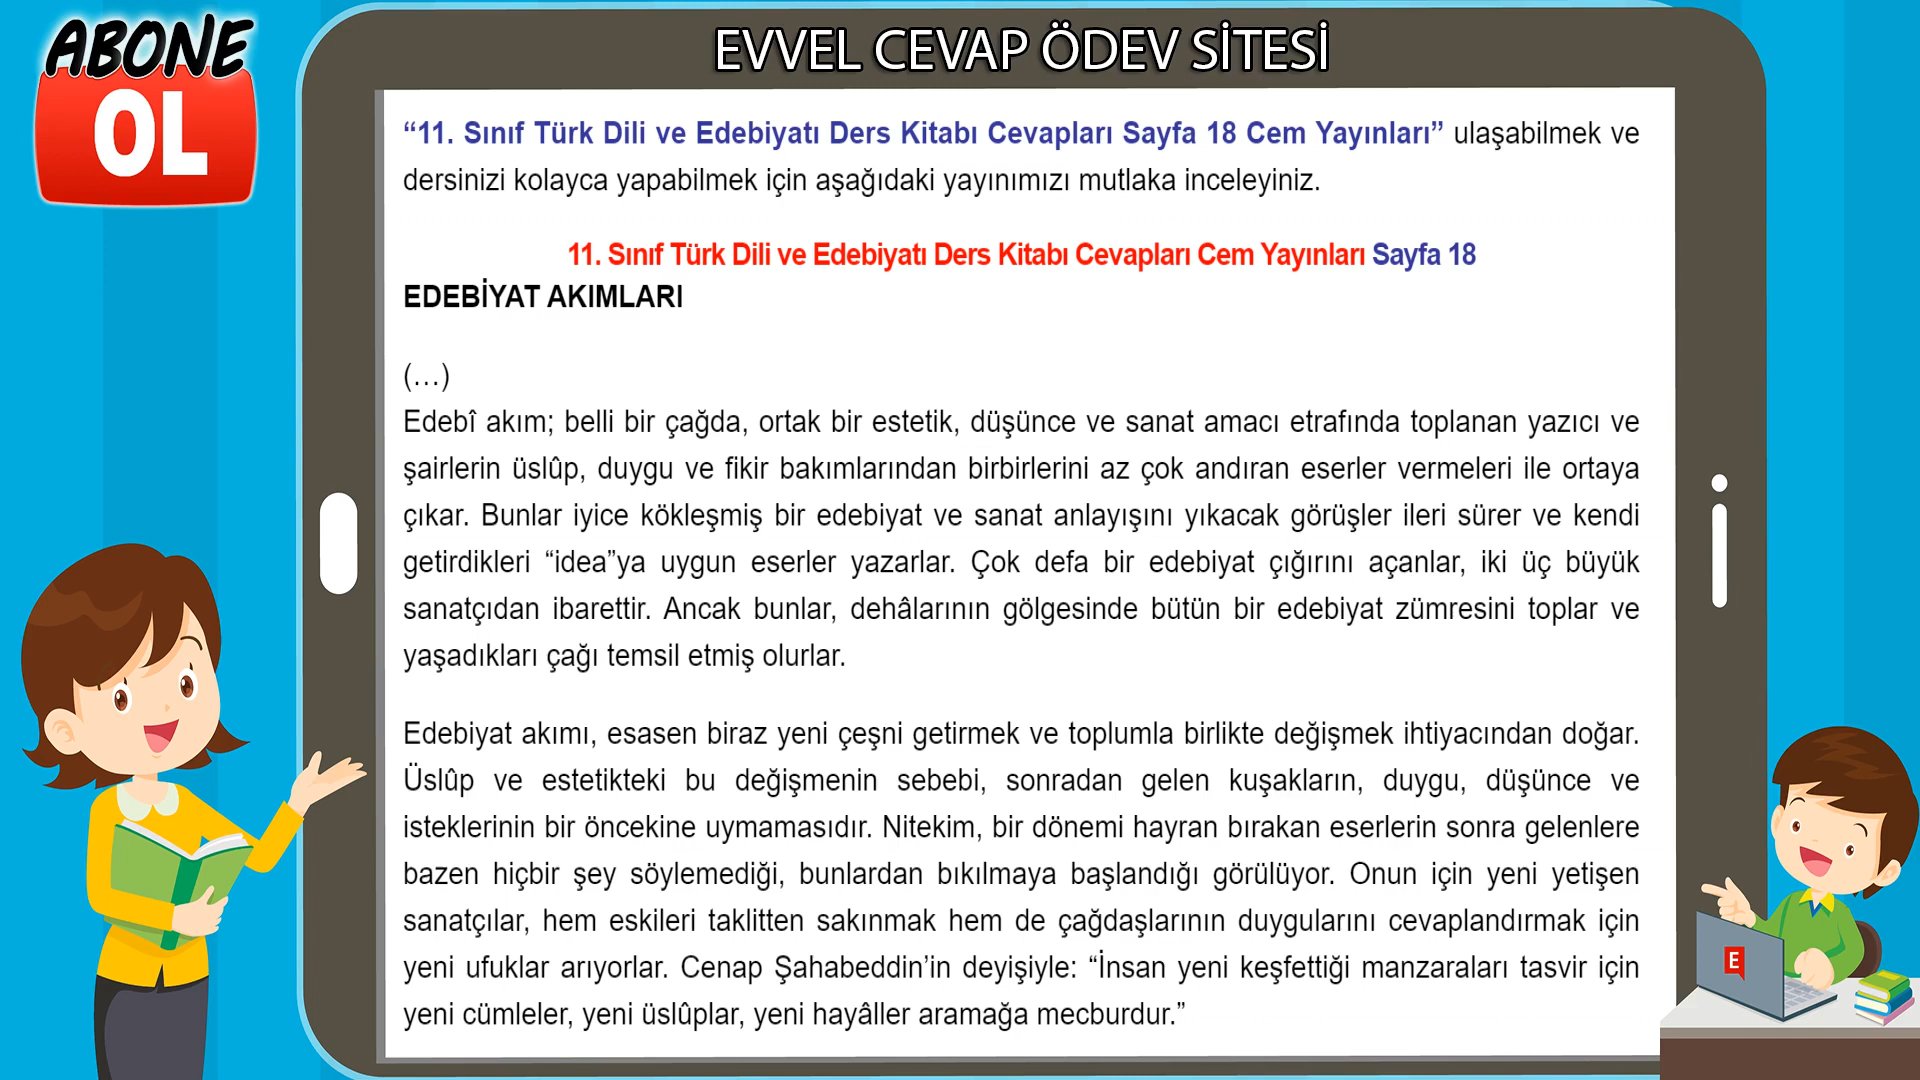 ABONE
OL
EVVEL CEVAP ÖDEV SİTESİ
“11. Sınıf Türk Dili ve Edebiyatı Ders Kitabı Cevapları Sayfa 18 Cem Yayınları” ulaşabilmek ve
dersinizi kolayca yapabilmek için aşağıdaki yayınımızı mutlaka inceleyiniz.
11. Sınıf Türk Dili ve Edebiyatı Ders Kitabı Cevapları Cem Yayınları Sayfa 18
EDEBİYAT AKIMLARI
(…)
Edebî akım; belli bir çağda, ortak bir estetik, düşünce ve sanat amacı etrafında toplanan yazıcı ve
şairlerin üslûp, duygu ve fikir bakımlarından birbirlerini az çok andıran eserler vermeleri ile ortaya
çıkar. Bunlar iyice kökleşmiş bir edebiyat ve sanat anlayışını yıkacak görüşler ileri sürer ve kendi
getirdikleri “idea”ya uygun eserler yazarlar. Çok defa bir edebiyat çığırını açanlar, iki üç büyük
sanatçıdan ibarettir. Ancak bunlar, dehâlarının gölgesinde bütün bir edebiyat zümresini toplar ve
yaşadıkları çağı temsil etmiş olurlar.
Edebiyat akımı, esasen biraz yeni çeşni getirmek ve toplumla birlikte değişmek ihtiyacından doğar.
Üslûp ve estetikteki bu değişmenin sebebi, sonradan gelen kuşakların, duygu, düşünce ve
isteklerinin bir öncekine uymamasıdır. Nitekim, bir dönemi hayran bırakan eserlerin sonra gelenlere
bazen hiçbir şey söylemediği, bunlardan bıkılmaya başlandığı görülüyor. Onun için yeni yetişen
sanatçılar, hem eskileri taklitten sakınmak hem de çağdaşlarının duygularını cevaplandırmak için
yeni ufuklar arıyorlar. Cenap Şahabeddin’in deyişiyle: “İnsan yeni keşfettiği manzaraları tasvir için
yeni cümleler, yeni üslûplar, yeni hayâller aramağa mecburdur.”
E